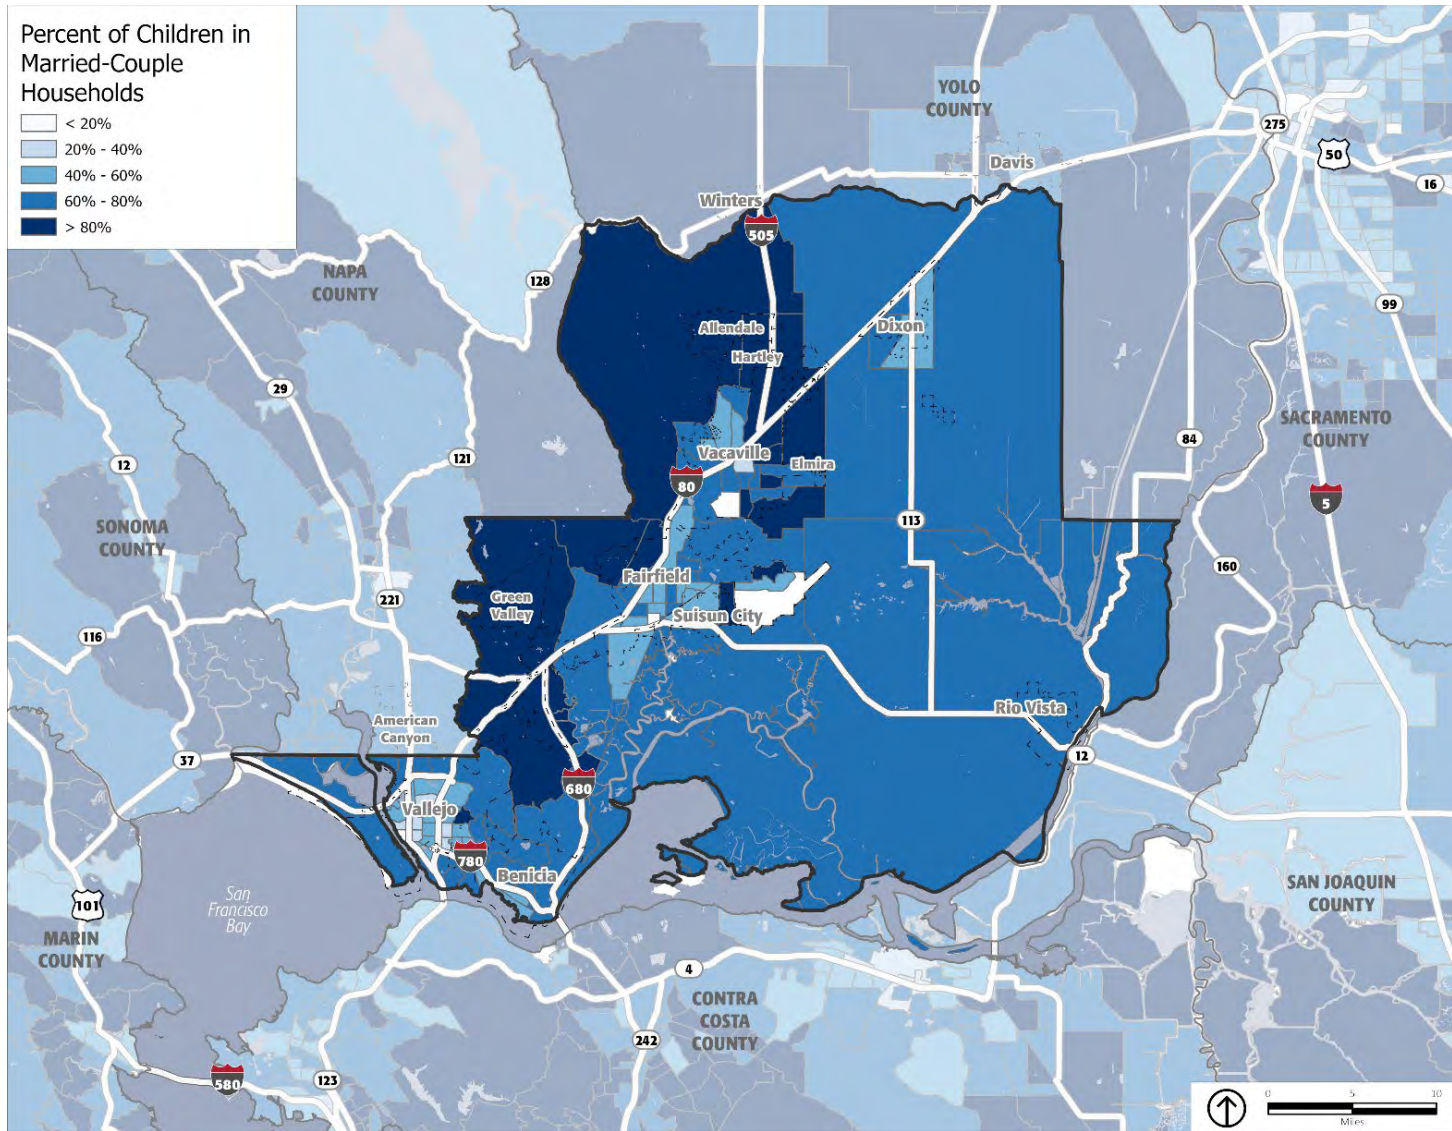 Percent of Children in
Married-Couple
Households
< 20%
20% - 40%
40% - 60%
60% - 80%
> 80%
YOLO
COUNTY
275
50
Davis
16
Winters
505
NAPA
COUNTY
128
99
Allendale
Dixon
Hartley
29
SACRAMENTO
COUNTY
84
12
121
Vacaville
Elmira
80
5
SONOMA
COUNTY
113
160
Fairfield
Green
Valley
221
Suisun City
116
Rio Vista
American
Canyon
37
12
680
Vallejo
780
Benicia
San
Francisco
Bay
101
SAN JOAQUIN
COUNTY
MARIN
COUNTY
4
CONTRA
COSTA
COUNTY
242
580
123
0 5 10
Miles